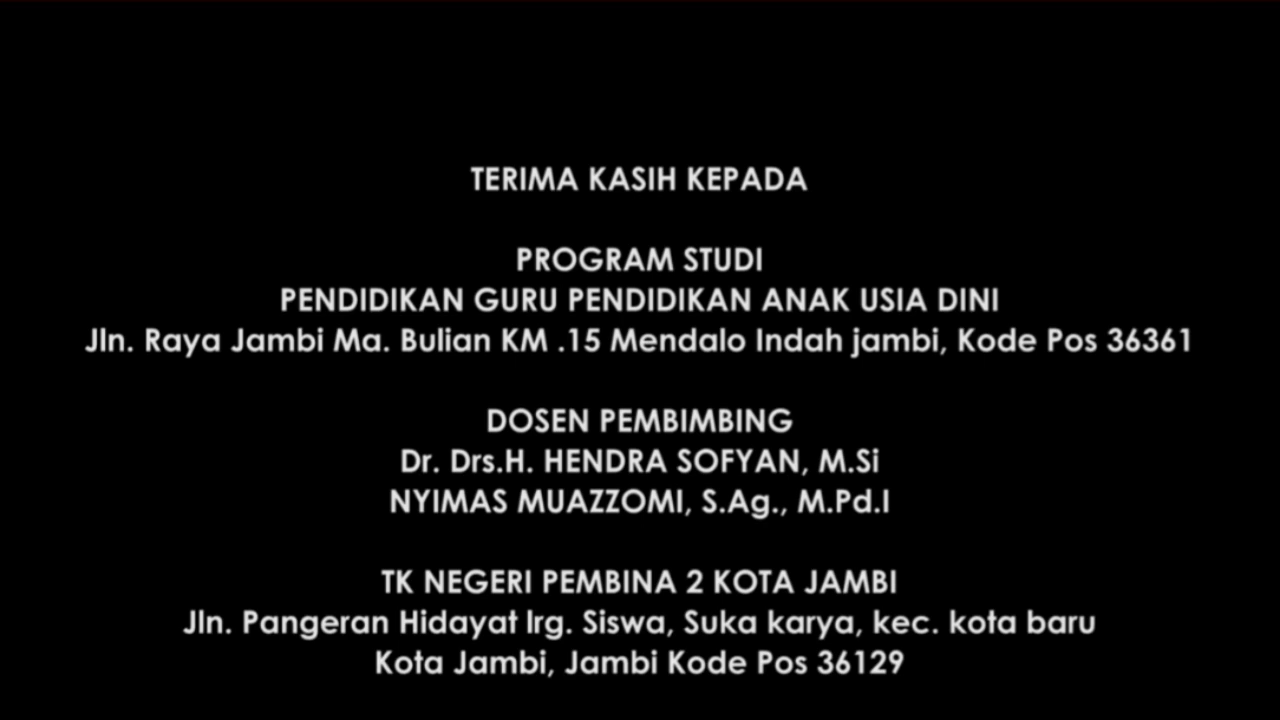 TERIMA KASIH KEPADA
PROGRAM STUDI
PENDIDIKAN GURU PENDIDIKAN ANAK USIA DINI
Jln. Raya Jambi Ma. Bulian KM .15 Mendalo Indah jambi, Kode Pos 36361
DOSEN PEMBIMBING
Dr. Drs.H. HENDRA SOFYAN, M.Si
NYIMAS MUAZZOMI, S.Ag., M.Pd.I
TK NEGERI PEMBINA 2 KOTA JAMBI
Jln. Pangeran Hidayat lrg. Siswa, Suka karya, kec. kota baru
Kota Jambi, Jambi Kode Pos 36129